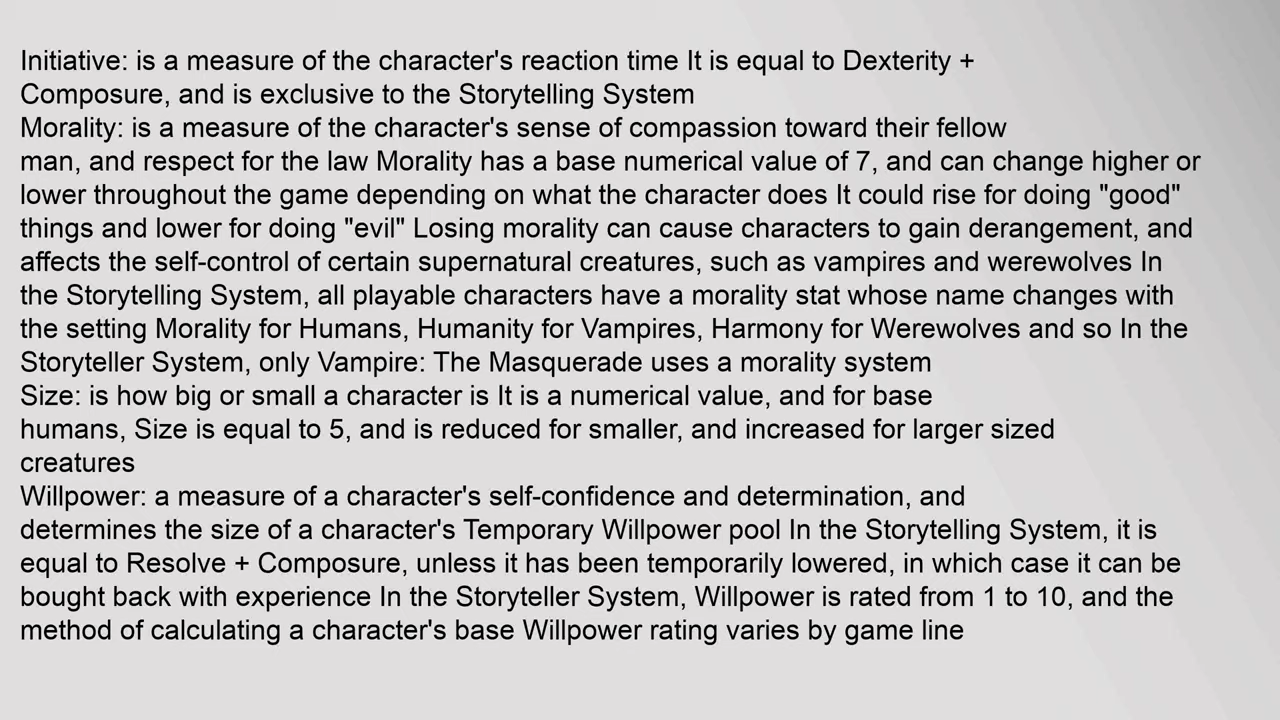 Initiative: is a measure of the character's reaction time It is equal to Dexterity +
Composure, and is exclusive to the Storytelling System
Morality: is a measure of the character's sense of compassion toward their fellow
man, and respect for the law Morality has a base numerical value of 7, and can change higher or
lower throughout the game depending on what the character does It could rise for doing "good"
things and lower for doing "evil" Losing morality can cause characters to gain derangement, and
affects the self-control of certain supernatural creatures, such as vampires and werewolves In
the Storytelling System, all playable characters have a morality stat whose name changes with
the setting Morality for Humans, Humanity for Vampires, Harmony for Werewolves and so In the
Storyteller System, only Vampire: The Masquerade uses a morality system
Size: is how big or small a character is It is a numerical value, and for base
humans, Size is equal to 5, and is reduced for smaller, and increased for larger sized
creatures
Willpower: a measure of a character's self-confidence and determination, and
determines the size of a character's Temporary Willpower pool In the Storytelling System, it is
equal to Resolve + Composure, unless it has been temporarily lowered, in which case it can be
bought back with experience In the Storyteller System, Willpower is rated from 1 to 10, and the
method of calculating a character's base Willpower rating varies by game line